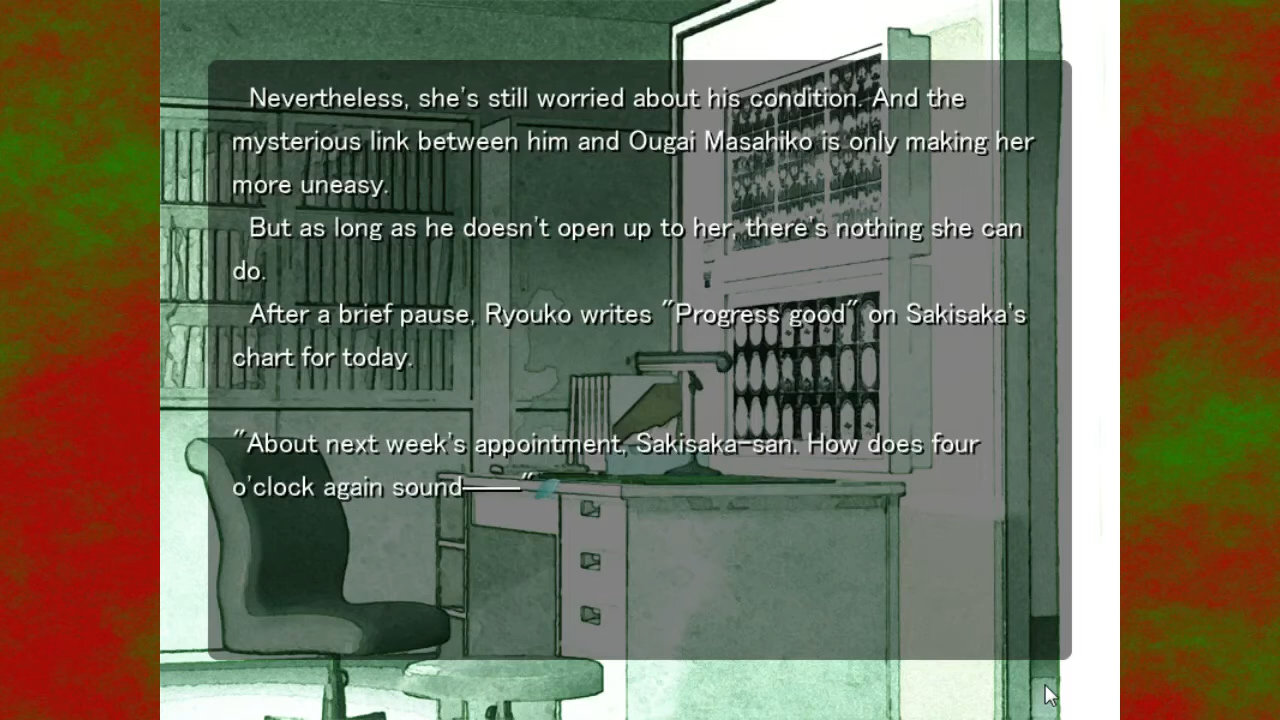 Nevertheless, she's still worried about his condition. And the
mysterious link between him and Ougai Masahiko is only making her
more uneasy.
But as long as he doesn't open up to her, there's nothing she can
do.
After a brief pause, Ryouko writes "Progress good" on Sakisaka's
chart for today.
"About next week's appointment, Sakisaka-san. How does four
o'clock again sound——"